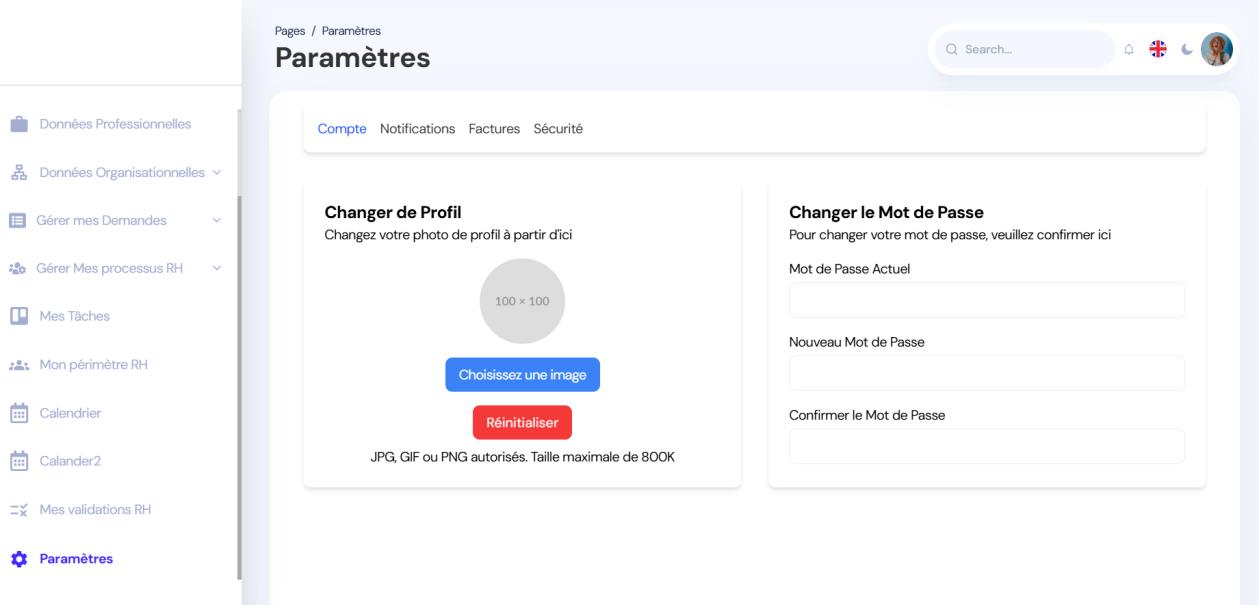 Pages / Paramètres
Paramètres
Search...
Données Professionnelles
Données Organisationnelles
Gérer mes Demandes
Gérer Mes processus RH
Mes Tâches
Mon périmètre RH
Calendrier
Calander2
Mes validations RH
Paramètres
Compte Notifications Factures Sécurité
Changer de Profil
Changez votre photo de profil à partir d'ici
100 × 100
Choisissez une image
Réinitialiser
JPG, GIF ou PNG autorisés. Taille maximale de 800K
Changer le Mot de Passe
Pour changer votre mot de passe, veuillez confirmer ici
Mot de Passe Actuel
Nouveau Mot de Passe
Confirmer le Mot de Passe